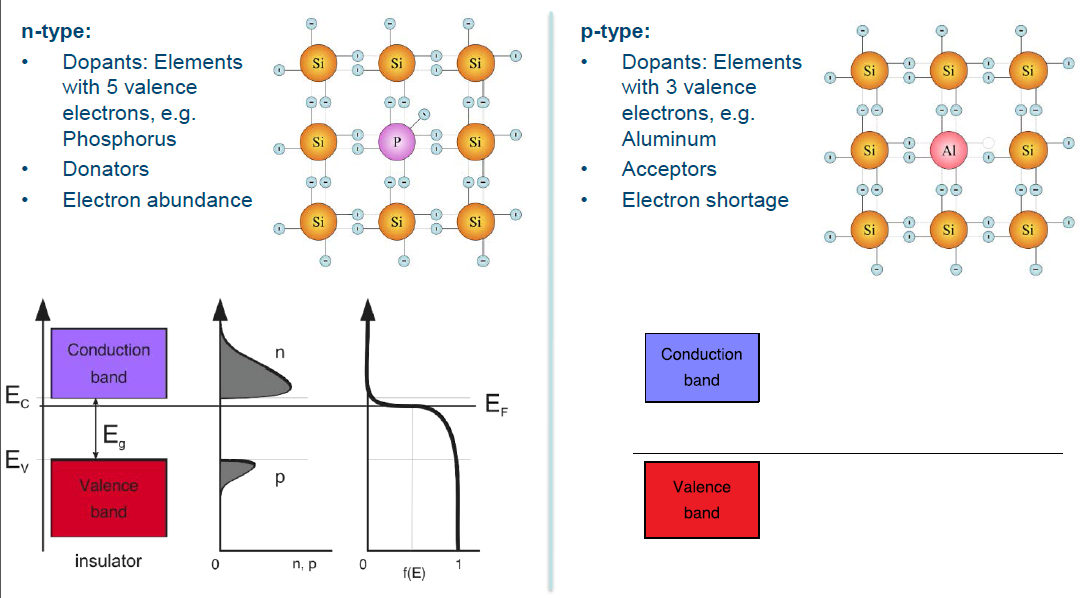 n-type:
• Dopants: Elements
with 5 valence
electrons, e.g.
Phosphorus
• Donators
• Electron abundance
Si Si Si
Si P Si
Si Si Si
Conduction
band
E_C
E_g
E_V
Valence
band
insulator
n
p
0
n, p
E_F
0
f(E)
1
p-type:
• Dopants: Elements
with 3 valence
electrons, e.g.
Aluminum
• Acceptors
• Electron shortage
Si Si Si
Si Al Si
Si Si Si
Conduction
band
Valence
band